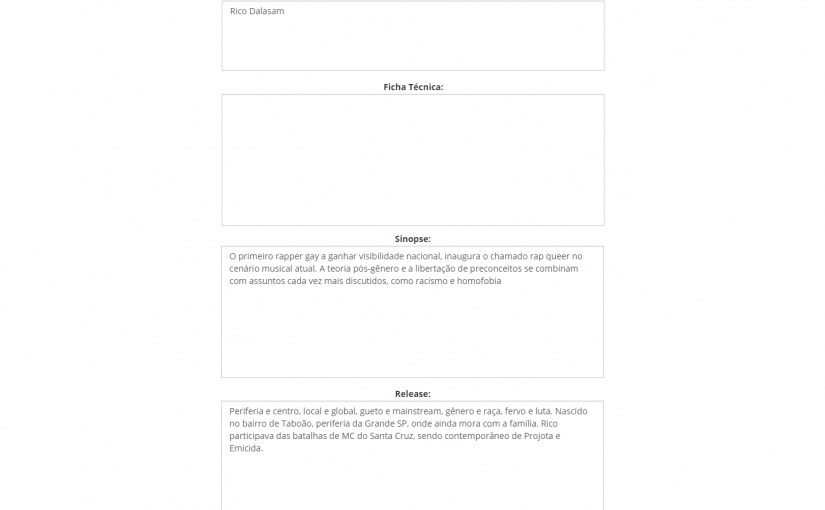 Rico Dalasam
Ficha Técnica:
Sinopse:
O primeiro rapper gay a ganhar visibilidade nacional, inaugura o chamado rap queer no
cenário musical atual. A teoria pós-gênero e a libertação de preconceitos se combinam
com assuntos cada vez mais discutidos, como racismo e homofobia
Release:
Periferia e centro, local e global, gueto e mainstream, gênero e raça, fervo e luta. Nascido
no bairro de Taboão, periferia da Grande SP, onde ainda mora com a família, Rico
participava das batalhas de MC do Santa Cruz, sendo contemporâneo de Projota e
Emicida.